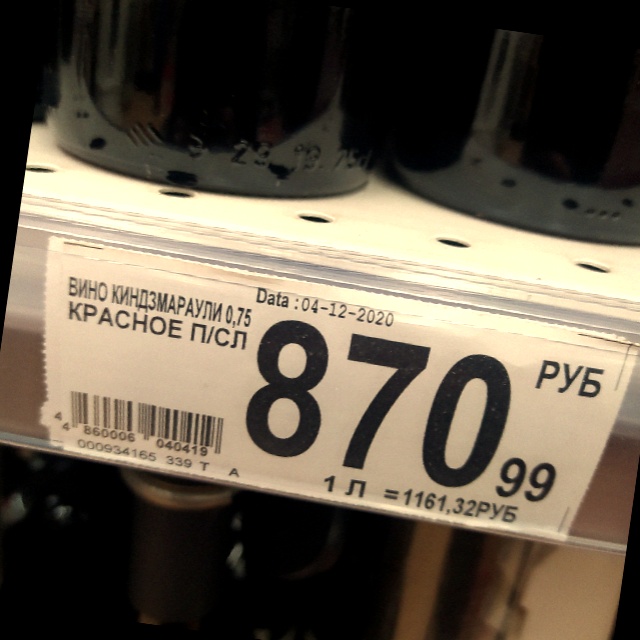 ВИНО КИНДЗМАРАУЛИ 0,75
КРАСНОЕ П/СЛ
Data :04-12-2020
870 99 РУБ
4 860006 040419
000934165 339 Т А
1 Л =1161,32РУБ